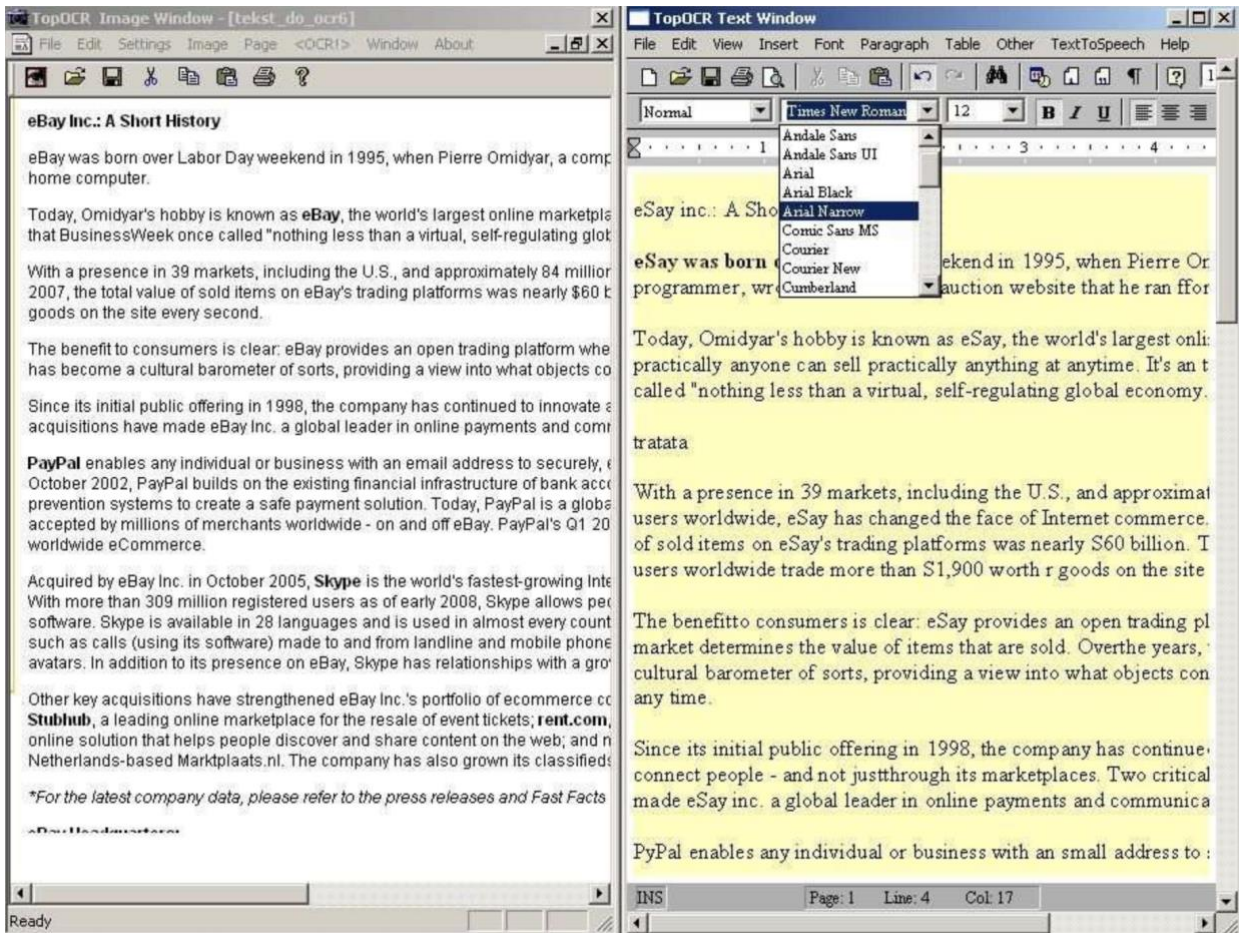 TopOCR Image Window - [tekst_do_ocr6]
File Edit Settings Image Page <OCR!> Window About
eBay Inc.: A Short History
eBay was born over Labor Day weekend in 1995, when Pierre Omidyar, a comp
home computer.
Today, Omidyar's hobby is known as eBay, the world's largest online marketpla
that BusinessWeek once called "nothing less than a virtual, self-regulating glob
With a presence in 39 markets, including the U.S., and approximately 84 million
2007, the total value of sold items on eBay's trading platforms was nearly $60 b
goods on the site every second.
The benefit to consumers is clear: eBay provides an open trading platform whe
has become a cultural barometer of sorts, providing a view into what objects co
Since its initial public offering in 1998, the company has continued to innovate a
acquisitions have made eBay Inc. a global leader in online payments and comm
PayPal enables any individual or business with an email address to securely, e
October 2002, PayPal builds on the existing financial infrastructure of bank acco
prevention systems to create a safe payment solution. Today, PayPal is a globa
accepted by millions of merchants worldwide - on and off eBay. PayPal's Q1 20
worldwide eCommerce.
Acquired by eBay Inc. in October 2005, Skype is the world's fastest-growing Inte
With more than 309 million registered users as of early 2008, Skype allows peo
software. Skype is available in 28 languages and is used in almost every count
such as calls (using its software) made to and from landline and mobile phone
avatars. In addition to its presence on eBay, Skype has relationships with a gro
Other key acquisitions have strengthened eBay Inc.'s portfolio of ecommerce co
Stubhub, a leading online marketplace for the resale of event tickets; rent.com,
online solution that helps people discover and share content on the web; and n
Netherlands-based Marktplaats.nl. The company has also grown its classifieds
*For the latest company data, please refer to the press releases and Fast Facts
eBay Headquarters:
Ready
TopOCR Text Window
File Edit View Insert Font Paragraph Table Other TextToSpeech Help
Normal Times New Roman 12 B I U
1 3 4
Andale Sans
Andale Sans UI
Arial
Arial Black
Arial Narrow
Comic Sans MS
Courier
Courier New
Cumberland
eSay inc.: A Sho
eSay was born ekend in 1995, when Pierre Or
programmer, wr auction website that he ran ffor
Today, Omidyar's hobby is known as eSay, the world's largest onli
practically anyone can sell practically anything at anytime. It's an t
called "nothing less than a virtual, self-regulating global economy.
tratata
With a presence in 39 markets, including the U.S., and approximat
users worldwide, eSay has changed the face of Internet commerce.
of sold items on eSay's trading platforms was nearly S60 billion. T
users worldwide trade more than S1,900 worth r goods on the site
The benefitto consumers is clear: eSay provides an open trading pl
market determines the value of items that are sold. Overthe years,
cultural barometer of sorts, providing a view into what objects con
any time.
Since its initial public offering in 1998, the company has continue
connect people - and not justthrough its marketplaces. Two critical
made eSay inc. a global leader in online payments and communica
PyPal enables any individual or business with an small address to
INS Page: 1 Line: 4 Col: 17